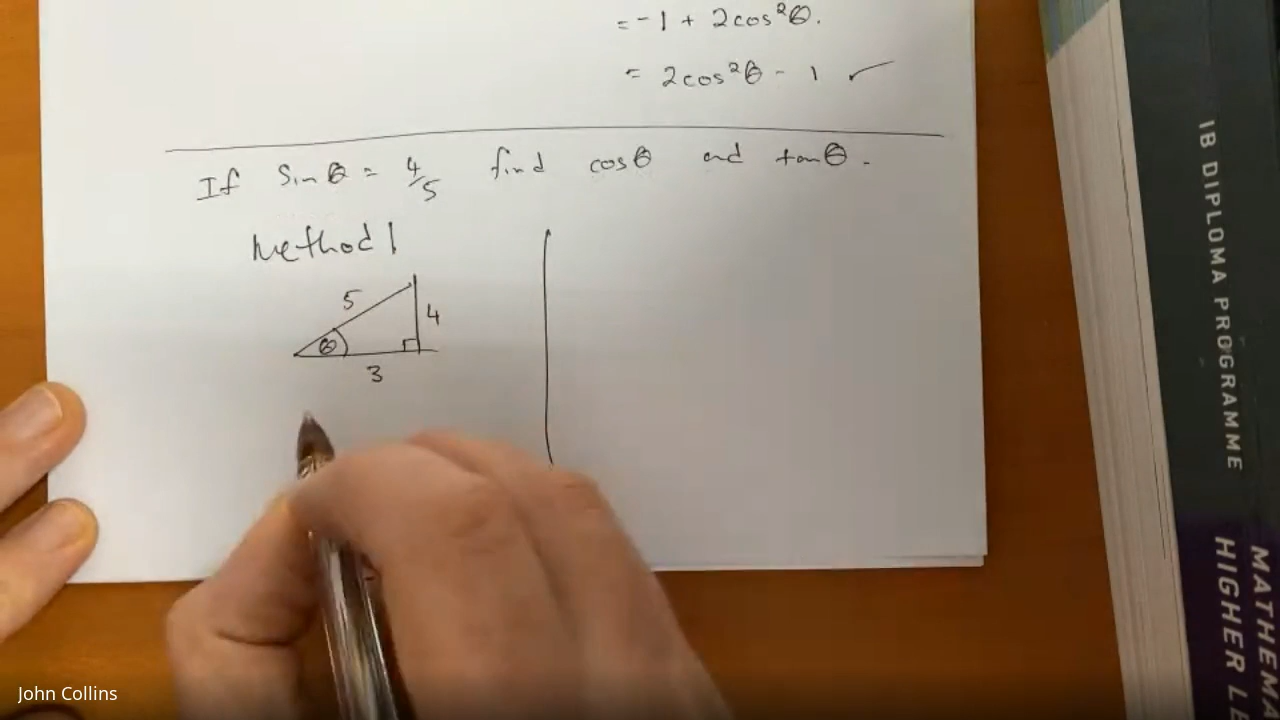 = -1 + 2cos²θ.
= 2cos²θ - 1 ✓
If Sinθ = 4/5 find cosθ and tanθ.
Method 1
5
4
θ
3
IB DIPLOMA PROGRAMME
MATHEMA
HIGHER LE
John Collins